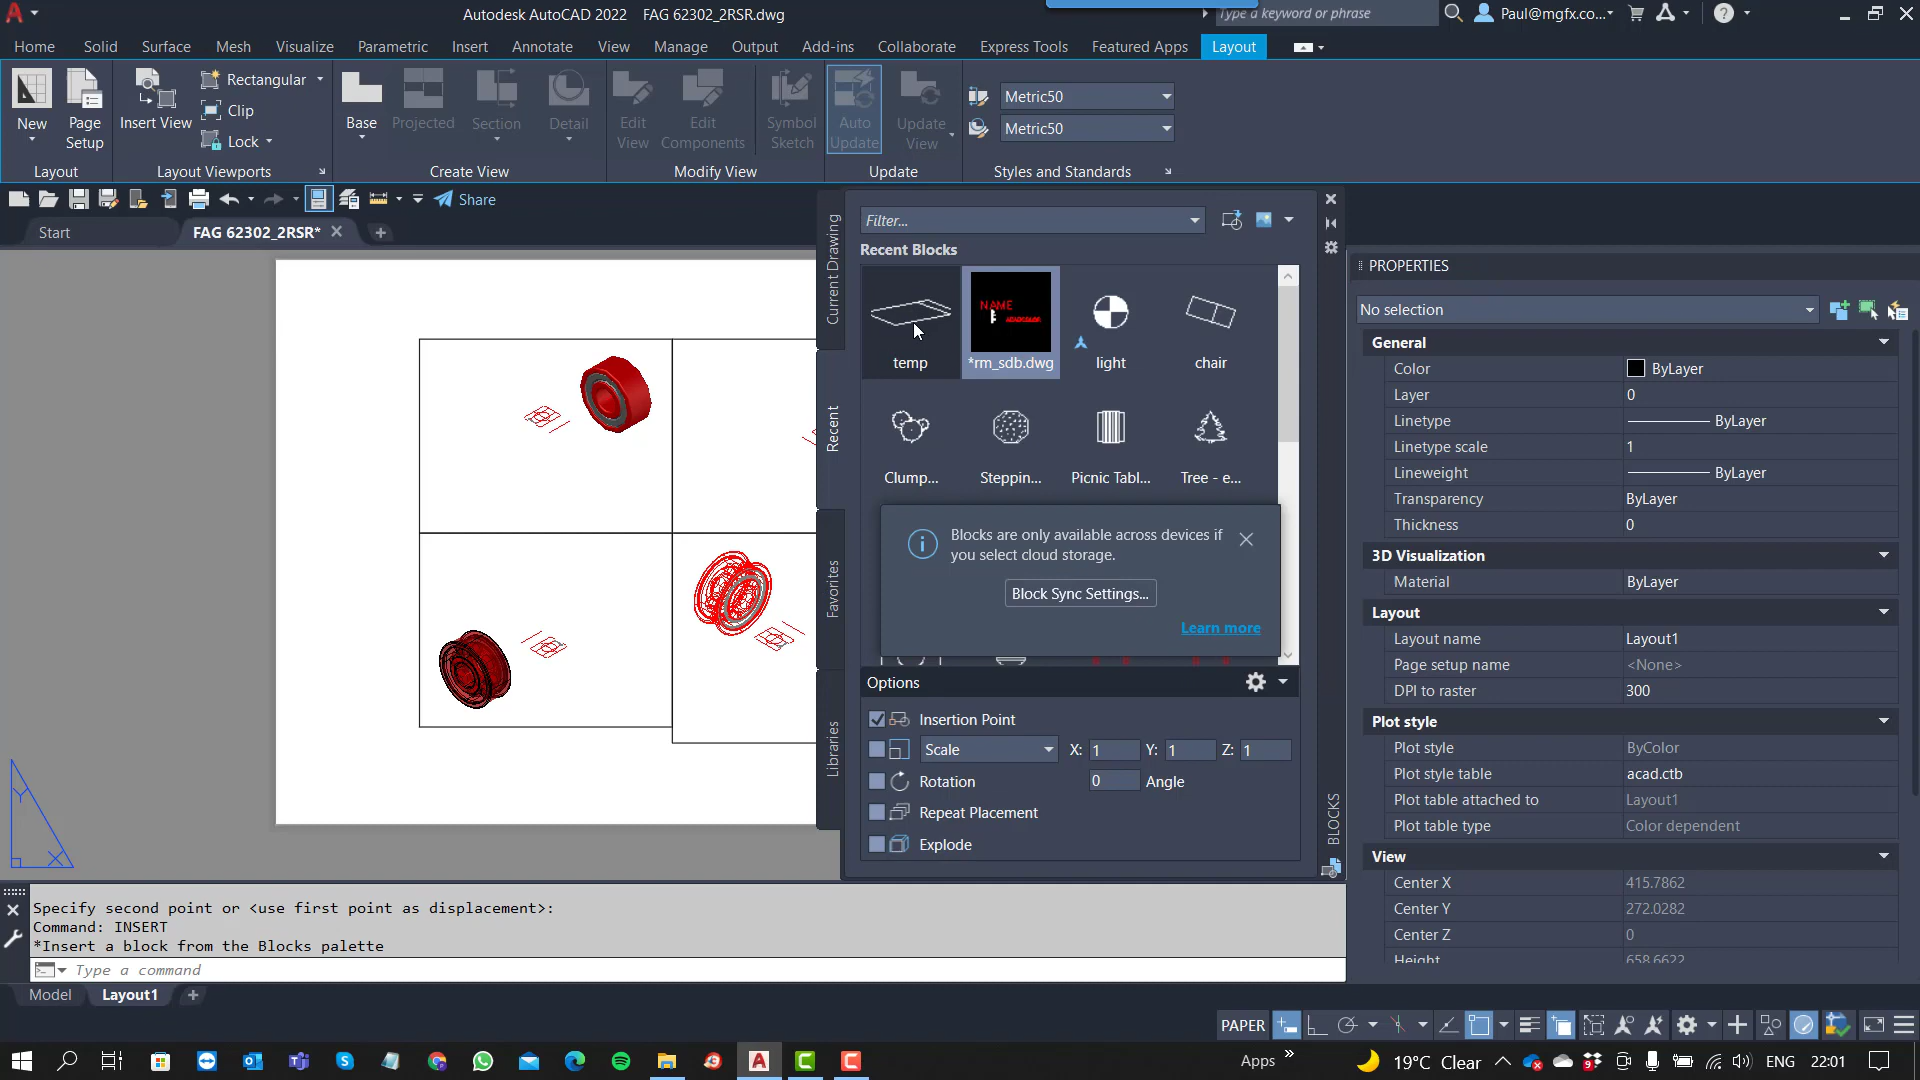 Autodesk AutoCAD 2022 FAG 62302_2RSR.dwg
Type a keyword or phrase
Paul@mgfx.co...
Home Solid Surface Mesh Visualize Parametric Insert Annotate View Manage Output Add-ins Collaborate Express Tools Featured Apps Layout
New
Page
Setup
Layout
Insert View
Rectangular
Clip
Lock
Layout Viewports
Base
Projected
Section
Detail
Create View
Edit
View
Edit
Components
Symbol
Sketch
Modify View
Auto
Update
Update
View
Update
Metric50
Metric50
Styles and Standards
Share
Start
FAG 62302_2RSR*
Current Drawing
Recent
Favorites
Libraries
Filter...
Recent Blocks
NAME
temp *rm_sdb.dwg light chair
Clump... Steppin... Picnic Tabl... Tree - e...
Blocks are only available across devices if
you select cloud storage.
Block Sync Settings...
Learn more
Options
Insertion Point
Scale X: 1 Y: 1 Z: 1
Rotation 0 Angle
Repeat Placement
Explode
BLOCKS
PROPERTIES
No selection
General
Color ByLayer
Layer 0
Linetype ByLayer
Linetype scale 1
Lineweight ByLayer
Transparency ByLayer
Thickness 0
3D Visualization
Material ByLayer
Layout
Layout name Layout1
Page setup name <None>
DPI to raster 300
Plot style
Plot style ByColor
Plot style table acad.ctb
Plot table attached to Layout1
Plot table type Color dependent
View
Center X 415.7862
Center Y 272.0282
Center Z 0
Height 658.6622
Y
X
Specify second point or <use first point as displacement>:
Command: INSERT
*Insert a block from the Blocks palette
Type a command
Model Layout1
PAPER
Apps
19°C Clear
ENG 22:01